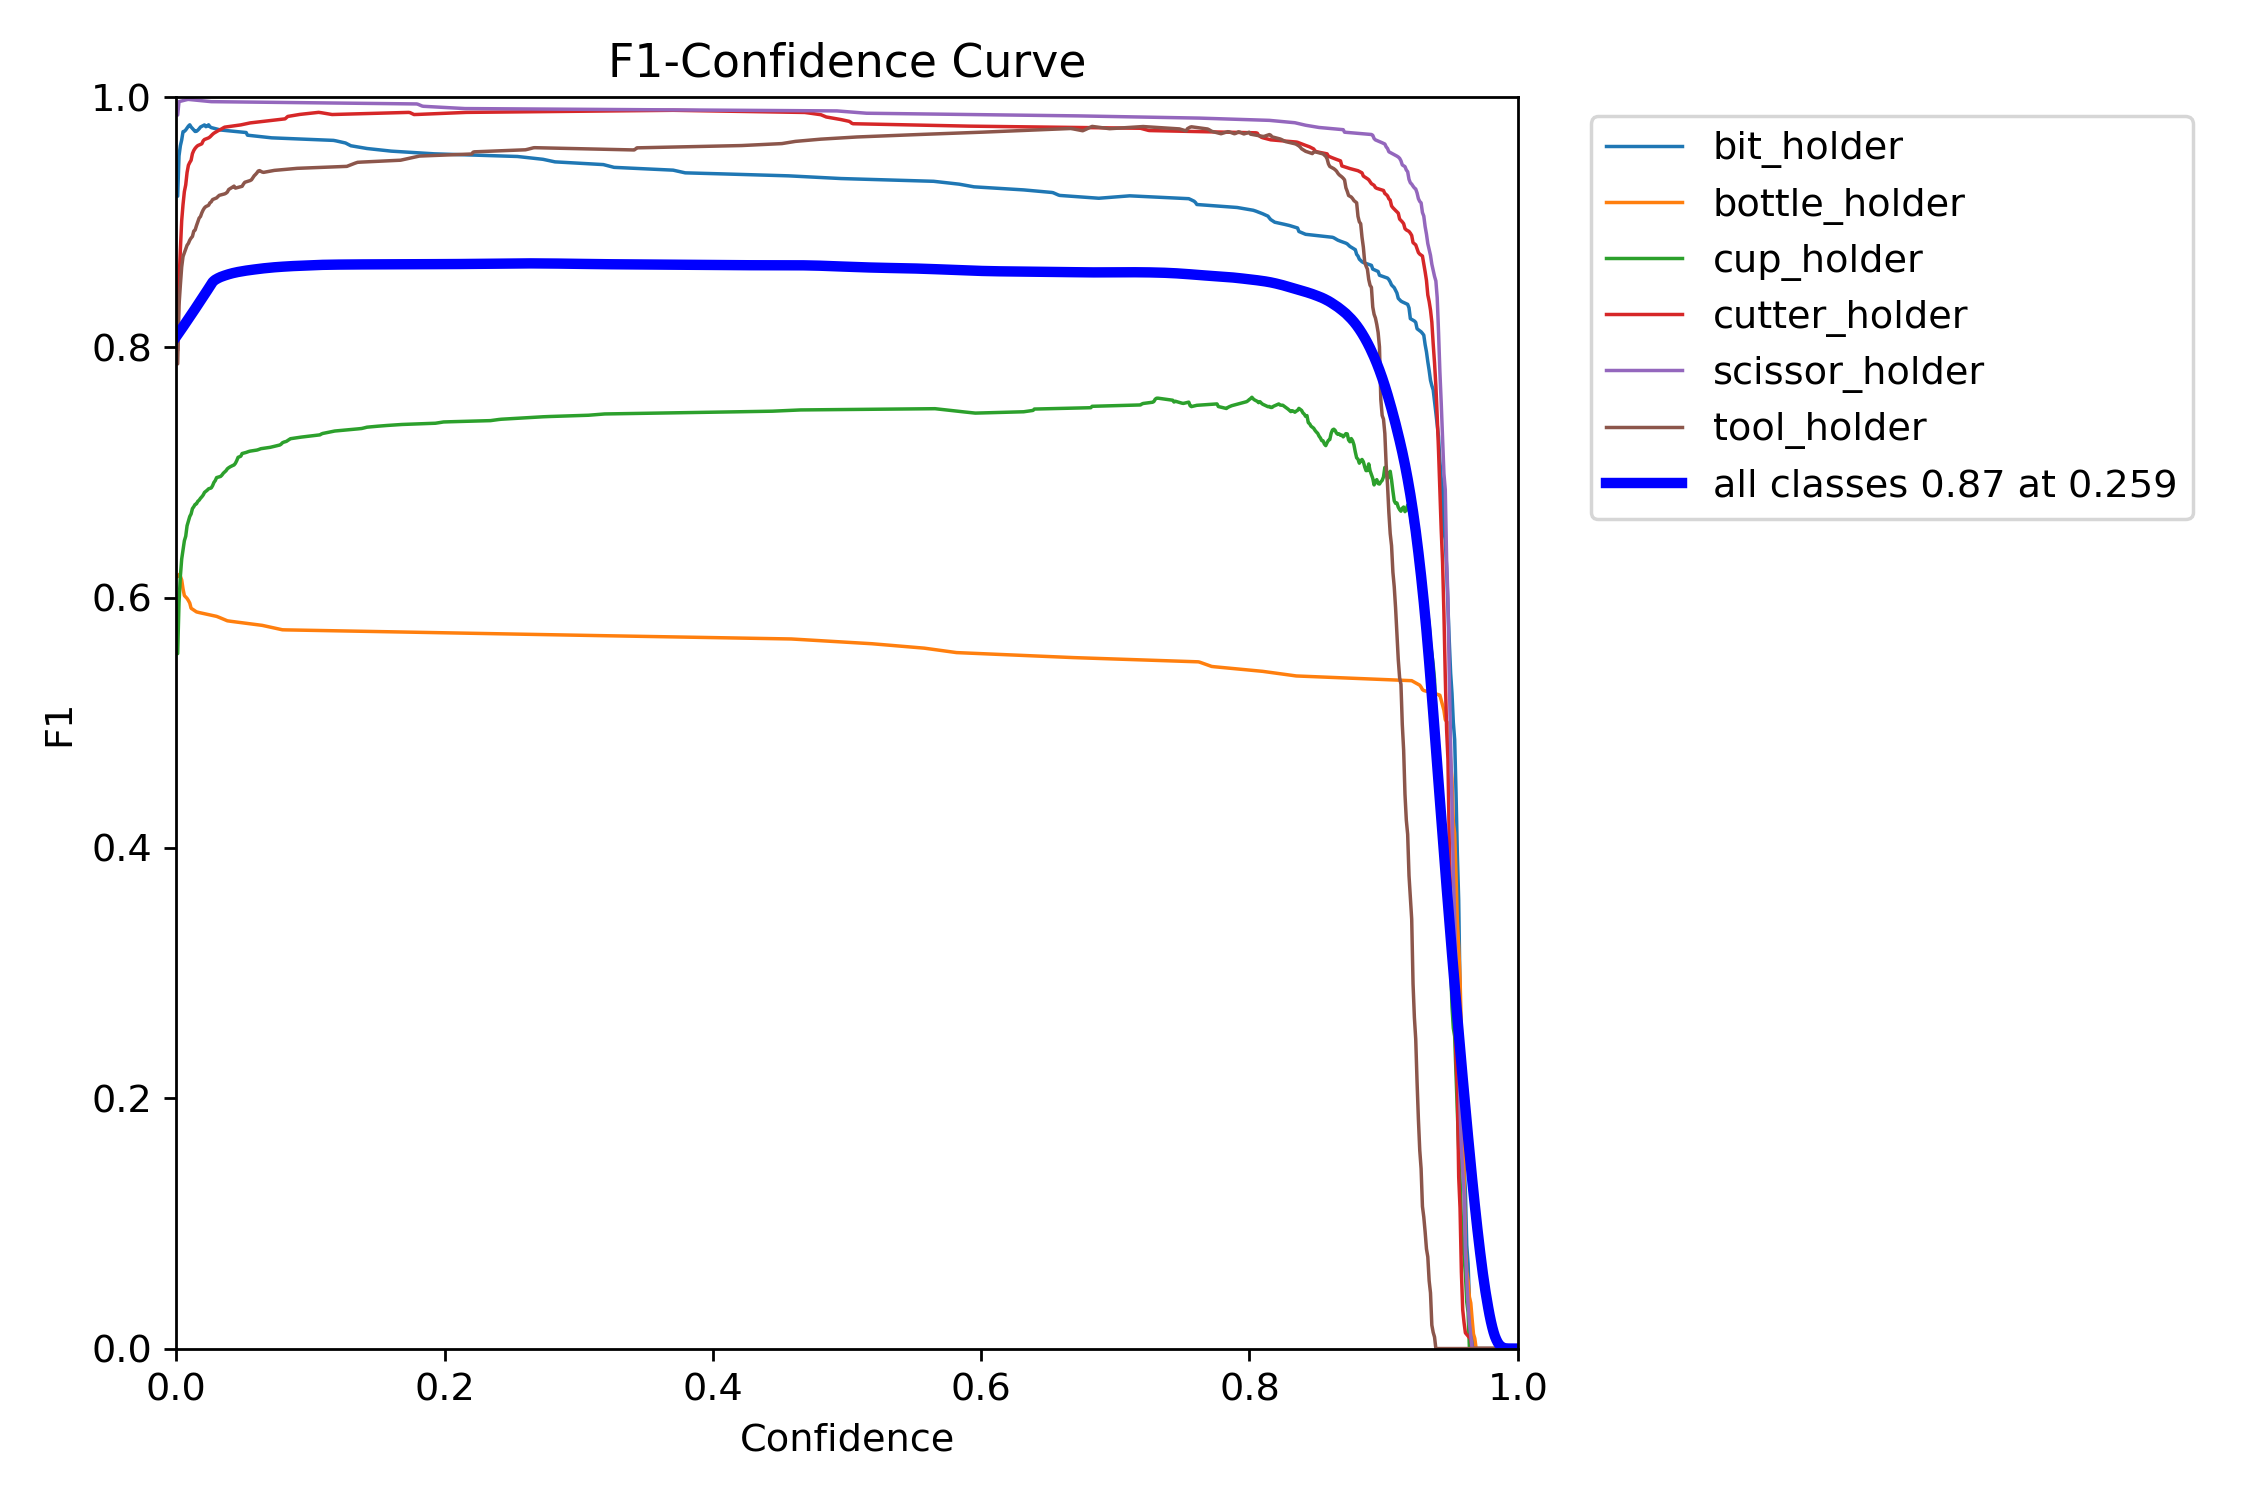 F1-Confidence Curve
1.0
0.8
0.6
0.4
0.2
0.0
F1
0.0 0.2 0.4 0.6 0.8 1.0
Confidence
bit_holder
bottle_holder
cup_holder
cutter_holder
scissor_holder
tool_holder
all classes 0.87 at 0.259